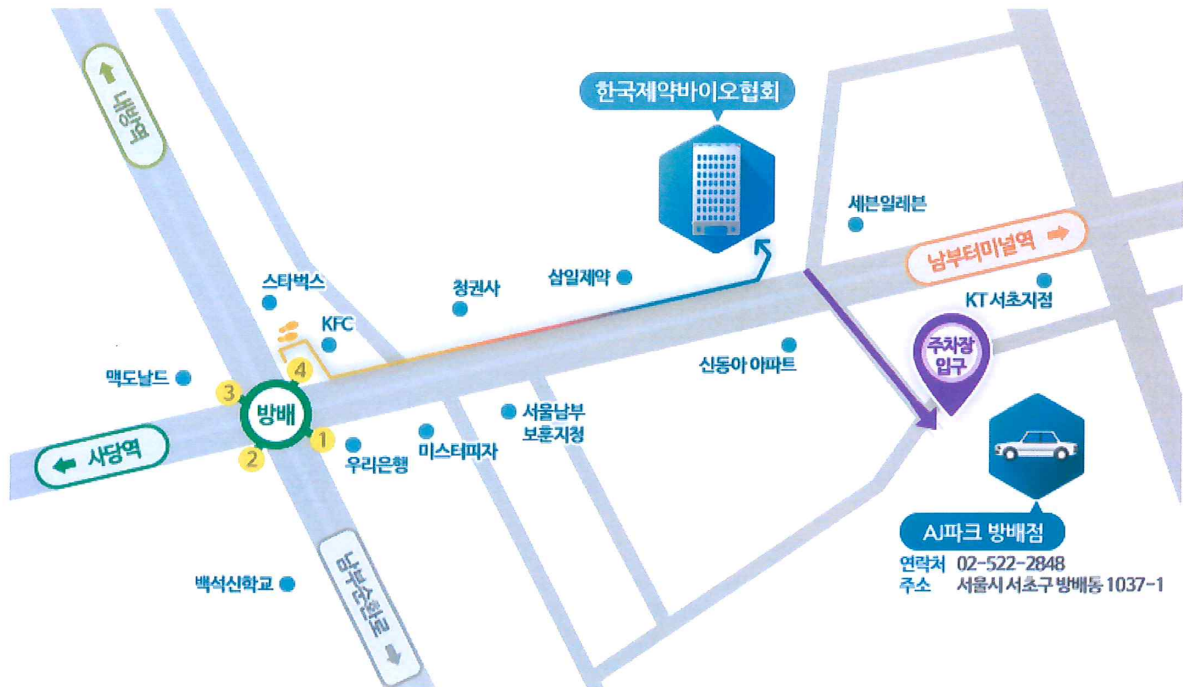 내방역
한국제약바이오협회
세븐일레븐
남부터미널역
스타벅스
청권사
삼일제약
KT 서초지점
KFC
주차장
입구
신동아 아파트
맥도날드
4
3
방배
서울남부
보훈지청
1
미스터피자
사당역
2
우리은행
AJ파크 방배점
연락처 02-522-2848
주소 서울시 서초구 방배동 1037-1
백석신학교
남부순환로